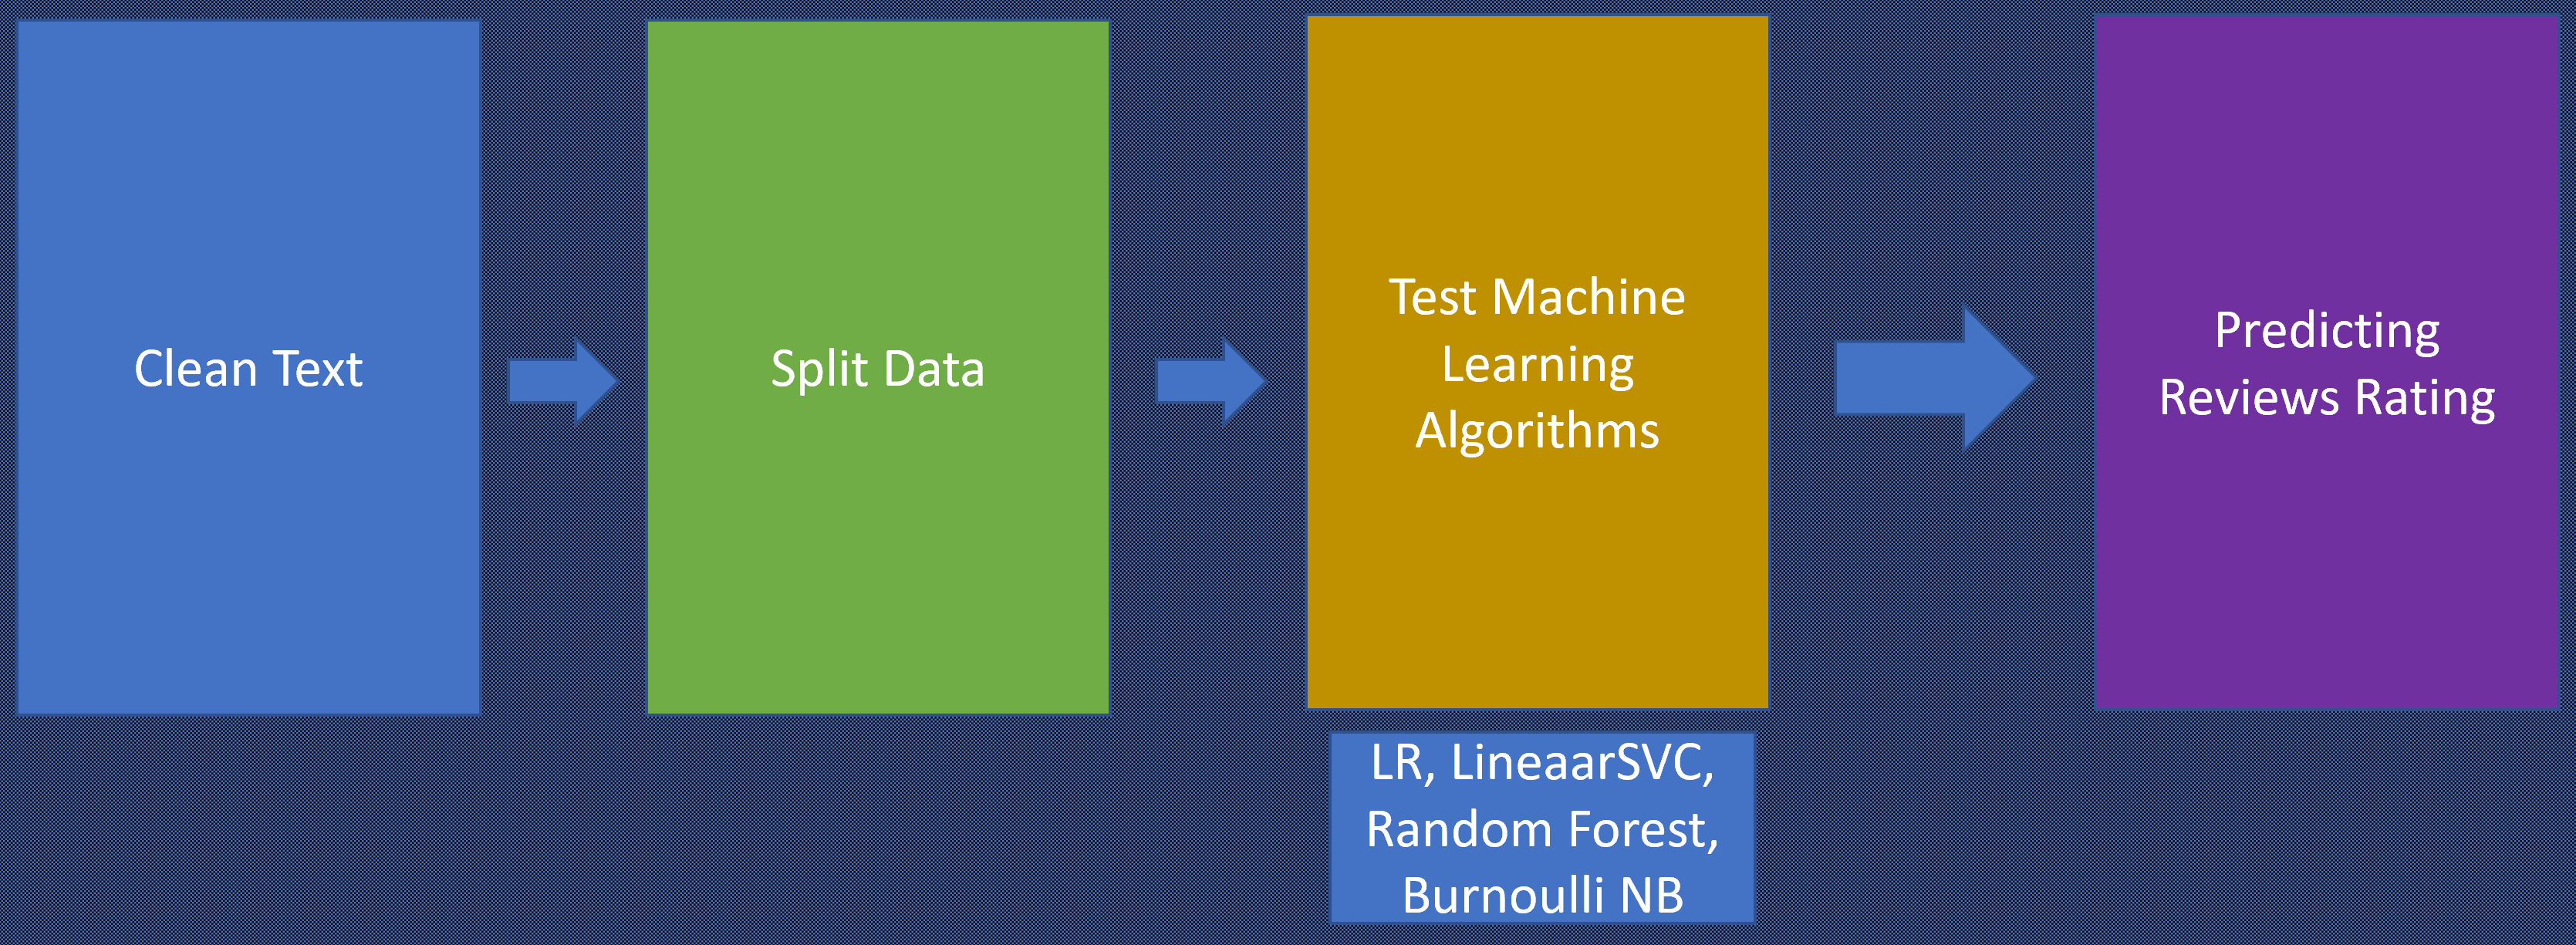 Clean Text
Split Data
Test Machine
Learning
Algorithms
Predicting
Reviews Rating
LR, LineaarSVC,
Random Forest,
Burnoulli NB